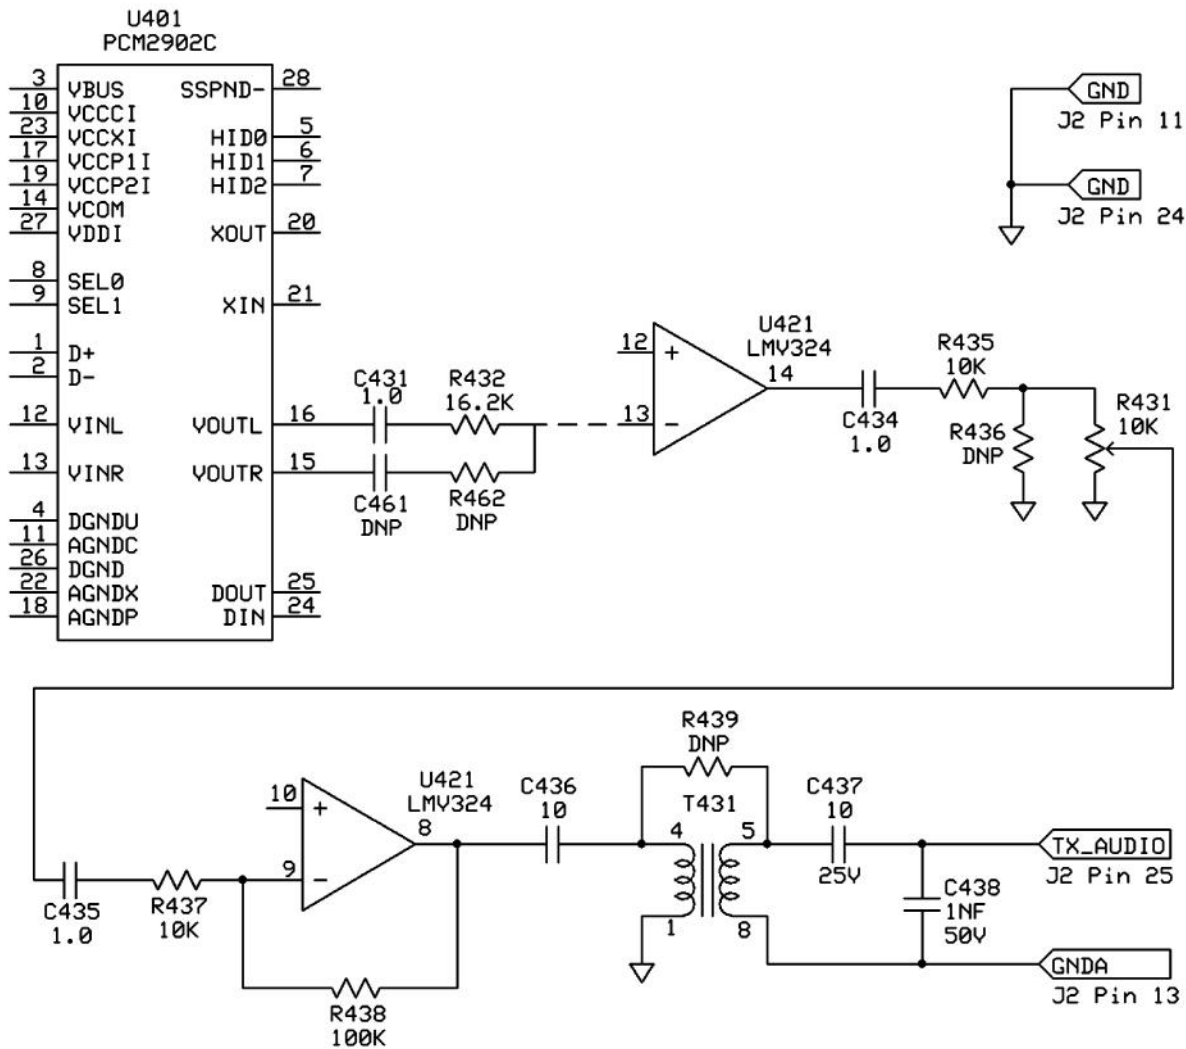 U401
PCM2902C
3 VBUS
10 VCCCI
23 VCCXI
17 VCCP1I
19 VCCP2I
14 VCOM
27 VDDI
8 SEL0
9 SEL1
1 D+
2 D-
12 VINL
13 VINR
4 DGNDU
11 AGNDC
26 DGND
22 AGNDX
18 AGNDP
SSPND- 28
HID0 5
HID1 6
HID2 7
XOUT 20
XIN 21
VOUTL 16
VOUTR 15
DOUT 25
DIN 24
C431
1.0
R432
16.2K
C461
DNP
R462
DNP
12 +
13 -
U421
LMV324
14
C434
1.0
R435
10K
R436
DNP
R431
10K
GND
J2 Pin 11
GND
J2 Pin 24
C435
1.0
R437
10K
10 +
9 -
U421
LMV324
8
R438
100K
C436
10
R439
DNP
T431
4
5
1
8
C437
10
25V
C438
1NF
50V
TX_AUDIO
J2 Pin 25
GNDA
J2 Pin 13